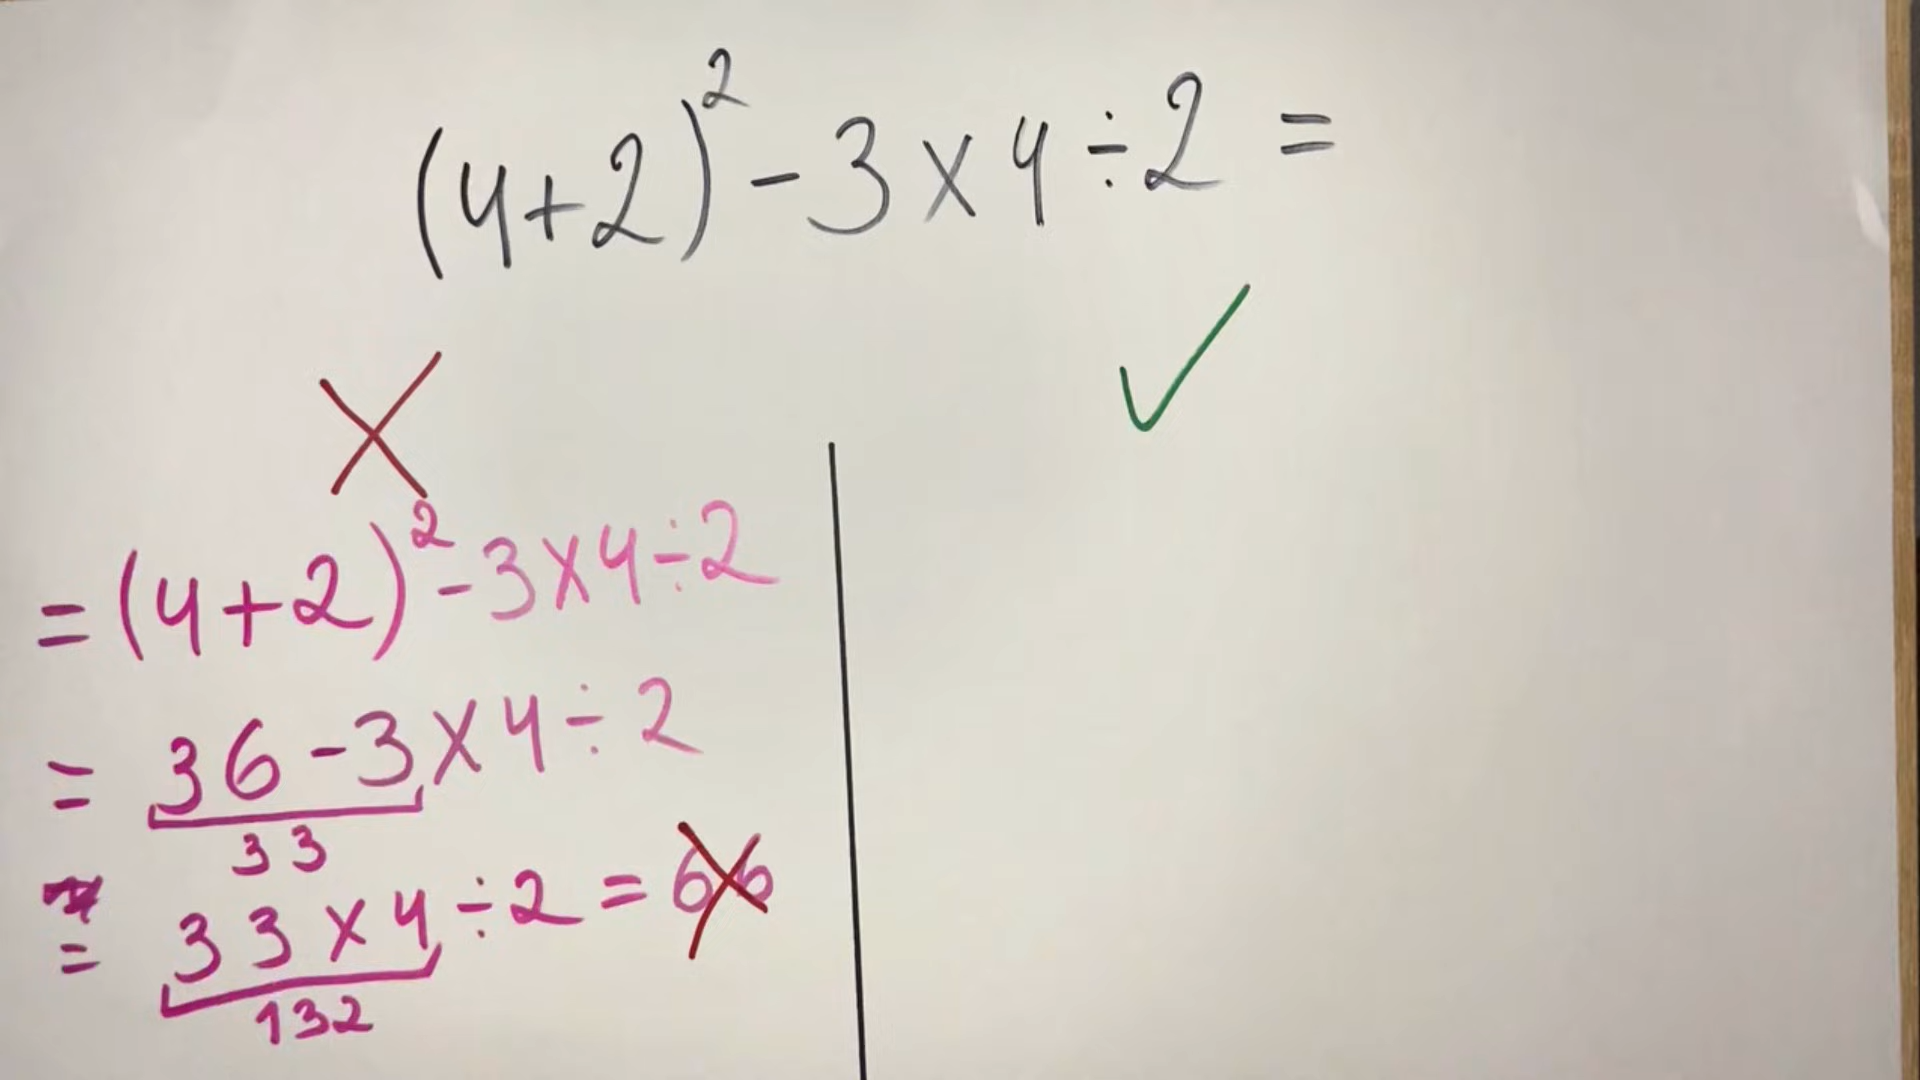 (4+2)² - 3 × 4 ÷ 2 =
= (4+2)² - 3 × 4 ÷ 2
= 36 - 3 × 4 ÷ 2
33
= 33 × 4 ÷ 2 = 66
132